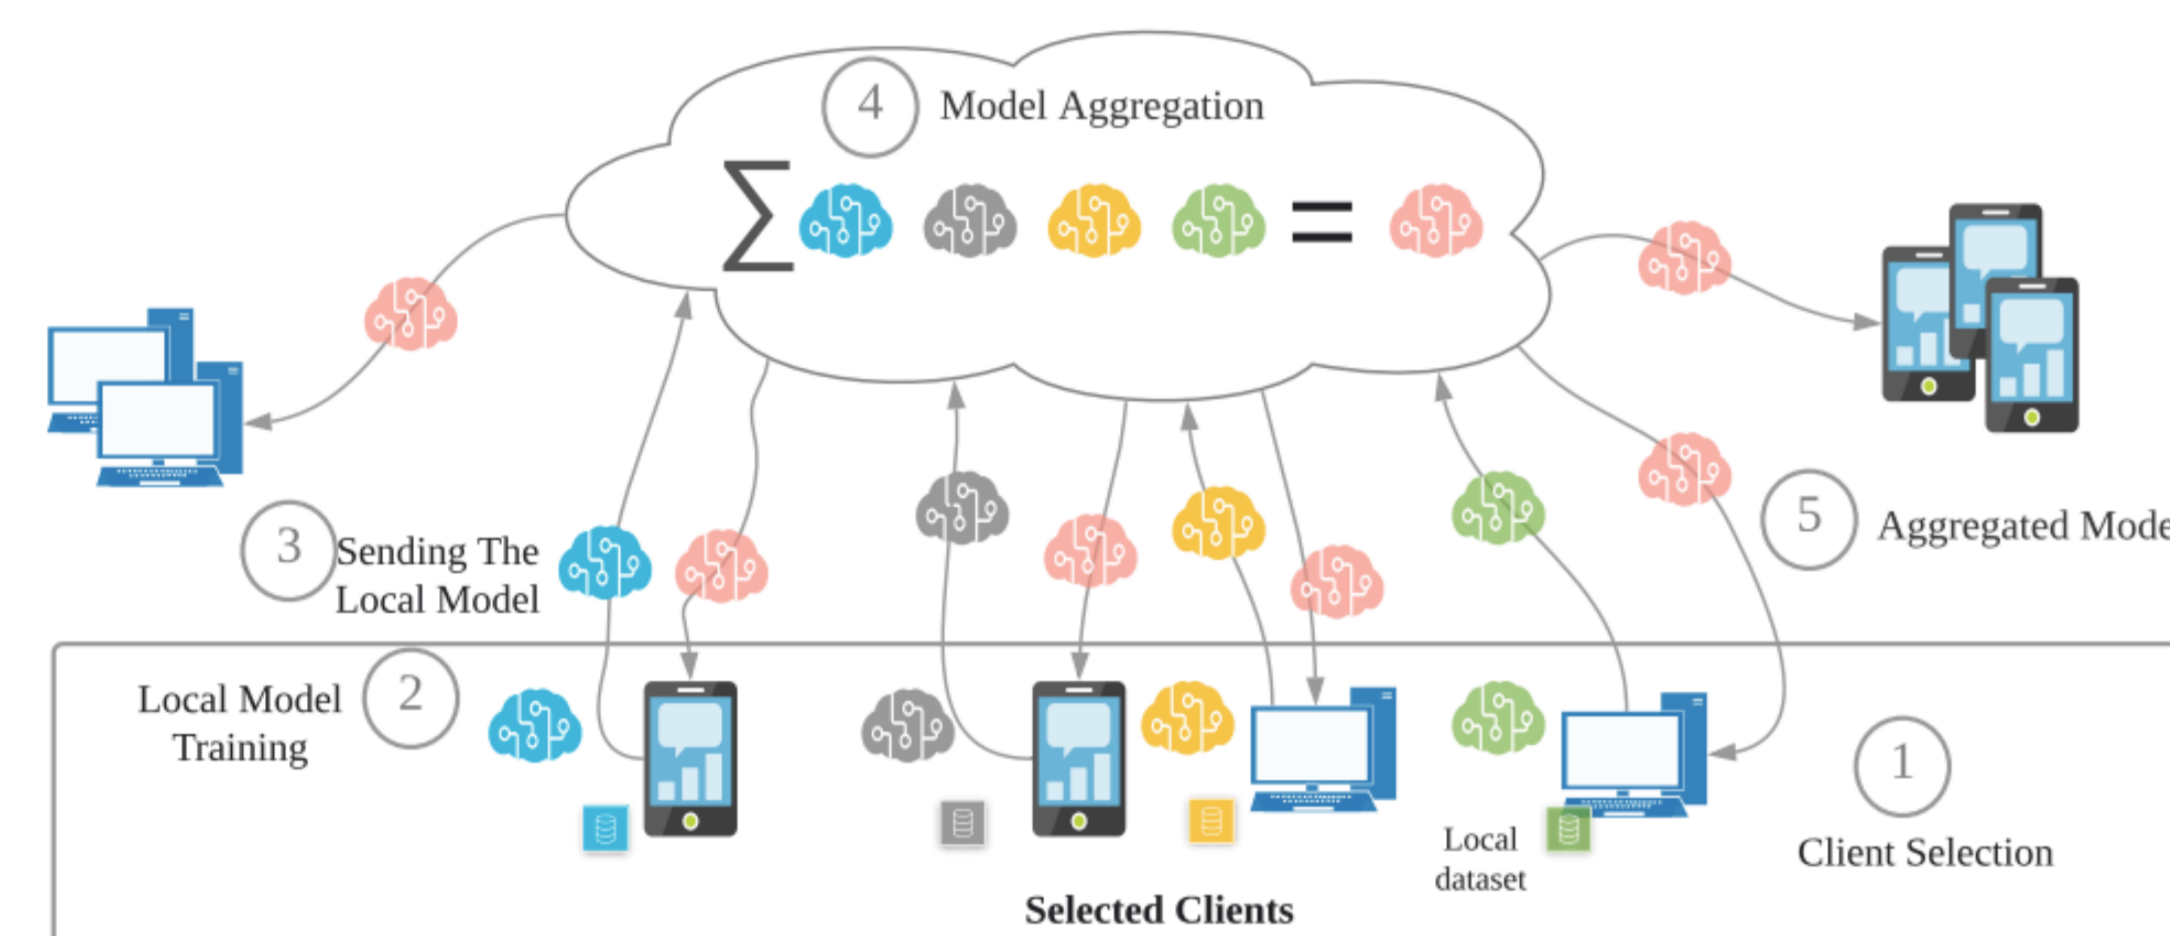 4
Model Aggregation
∑ =
3
Sending The
Local Model
5
Aggregated Mode
Local Model
Training
2
1
Client Selection
Local
dataset
Selected Clients